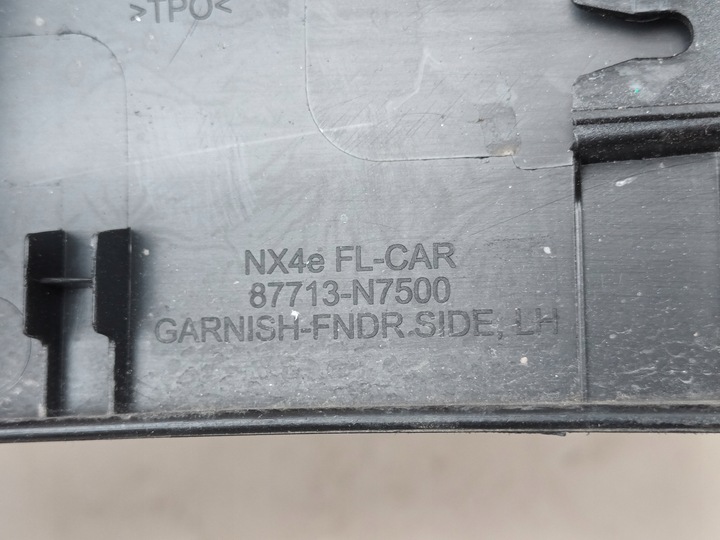 >TPO<
NX4e FL-CAR
87713-N7500
GARNISH-FNDR.SIDE, LH